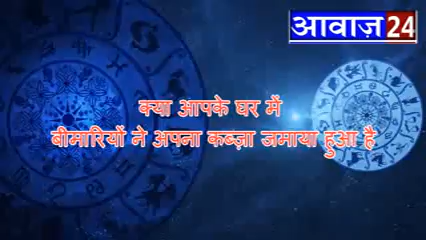 आवाज़ 24
क्या आपके घर में
बीमारियों ने अपना कब्ज़ा जमाया हुआ है